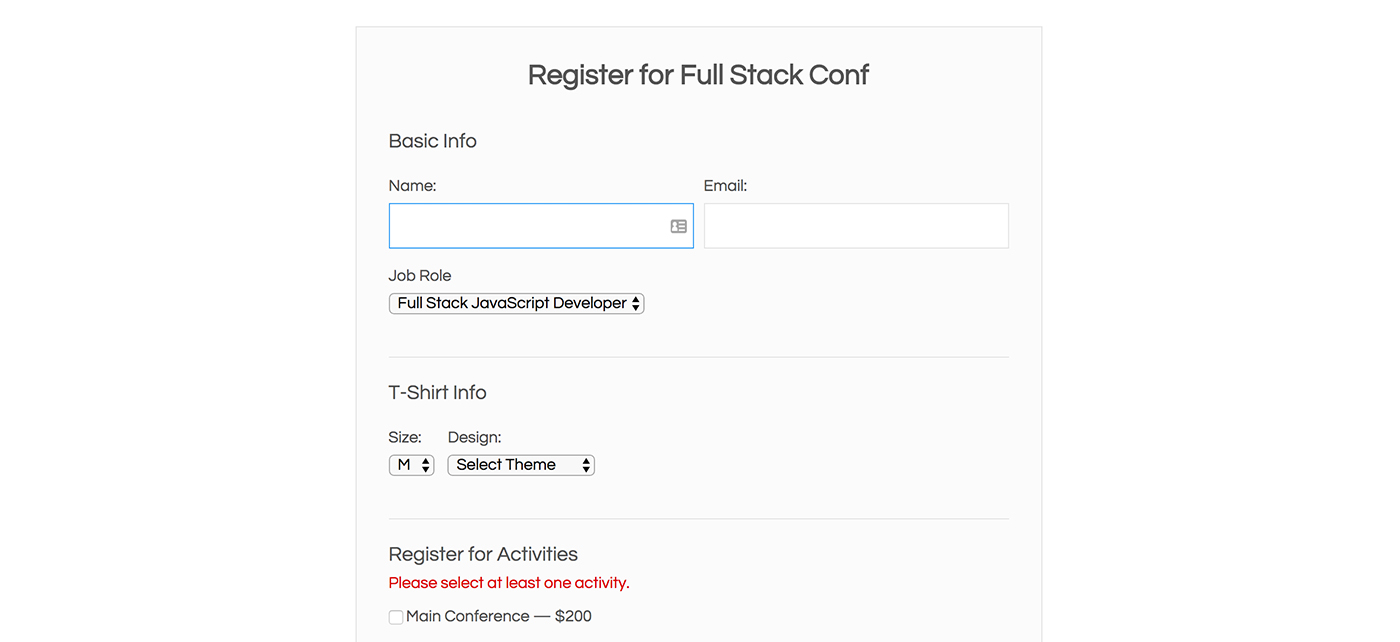 Register for Full Stack Conf
Basic Info
Name: Email:
Job Role
Full Stack JavaScript Developer
T-Shirt Info
Size: Design:
M Select Theme
Register for Activities
Please select at least one activity.
Main Conference — $200